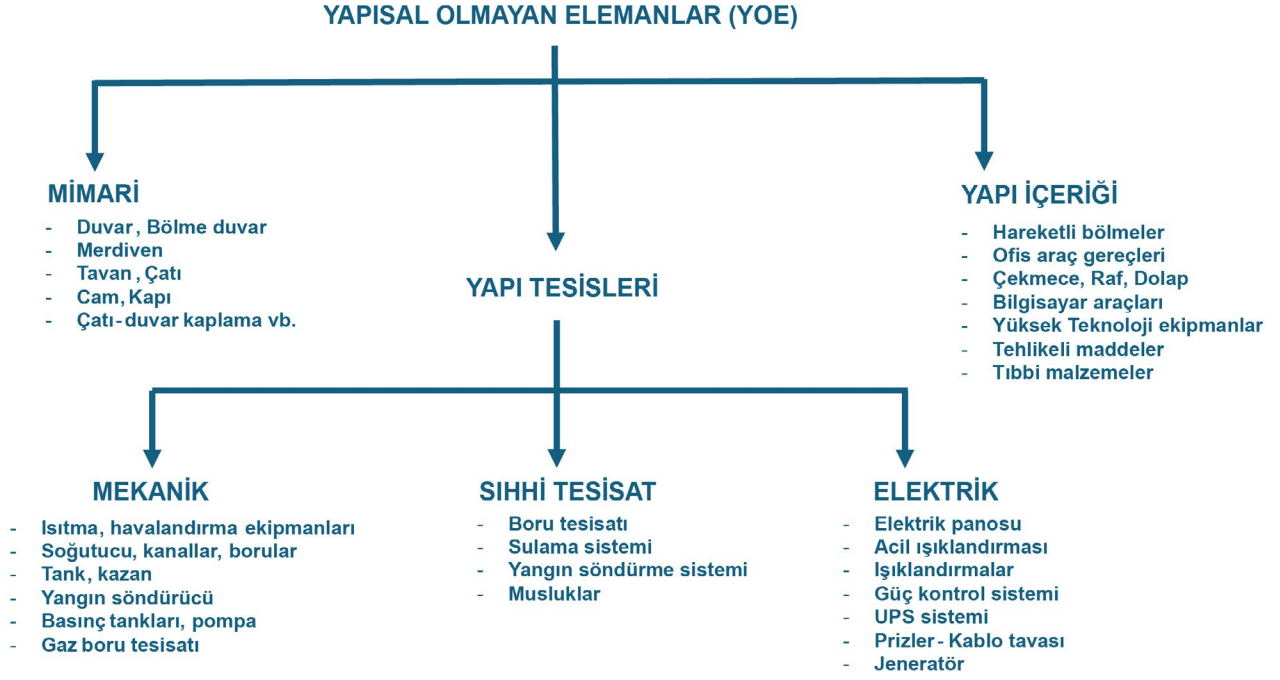 YAPISAL OLMAYAN ELEMANLAR (YOE)
MİMARİ
- Duvar, Bölme duvar
- Merdiven
- Tavan, Çatı
- Cam, Kapı
- Çatı-duvar kaplama vb.
YAPI TESİSLERİ
YAPI İÇERİĞİ
- Hareketli bölmeler
- Ofis araç gereçleri
- Çekmece, Raf, Dolap
- Bilgisayar araçları
- Yüksek Teknoloji ekipmanlar
- Tehlikeli maddeler
- Tıbbi malzemeler
MEKANİK
- Isıtma, havalandırma ekipmanları
- Soğutucu, kanallar, borular
- Tank, kazan
- Yangın söndürücü
- Basınç tankları, pompa
- Gaz boru tesisatı
SIHHİ TESİSAT
- Boru tesisatı
- Sulama sistemi
- Yangın söndürme sistemi
- Musluklar
ELEKTRİK
- Elektrik panosu
- Acil ışıklandırması
- Işıklandırmalar
- Güç kontrol sistemi
- UPS sistemi
- Prizler - Kablo tavası
- Jeneratör